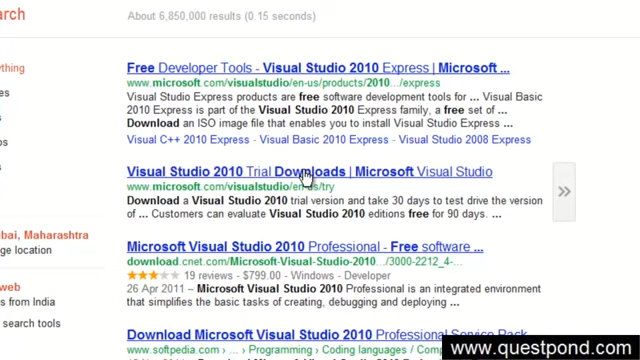 arch
About 6,850,000 results (0.15 seconds)
Free Developer Tools - Visual Studio 2010 Express | Microsoft ...
www.microsoft.com/visualstudio/en-us/products/2010.../express
Visual Studio Express products are free software development tools for ... Visual Basic
2010 Express is part of the Visual Studio 2010 Express family, a free set of ...
Download an ISO image file that enables you to install Visual Studio Express.
Visual C++ 2010 Express - Visual Basic 2010 Express - Visual Studio 2008 Express
Visual Studio 2010 Trial Downloads | Microsoft Visual Studio
www.microsoft.com/visualstudio/en-us/try
Download a Visual Studio 2010 trial version and take 30 days to test drive the version
of ... Customers can evaluate Visual Studio 2010 editions free for 90 days. ...
Microsoft Visual Studio 2010 Professional - Free software ...
download.cnet.com/Microsoft-Visual-Studio-2010.../3000-2212_4-...
19 reviews - $799.00 - Windows - Developer
26 Apr 2011 – Microsoft Visual Studio 2010 Professional is an integrated environment
that simplifies the basic tasks of creating, debugging and deploying ...
Download Microsoft Visual Studio 2010 Professional Service Pack
www.softpedia.com › ... › Programming › Coding languages / Comp
ything
es
s
os
s
bai, Maharashtra
ge location
web
s from India
search tools
»
www.questpond.com